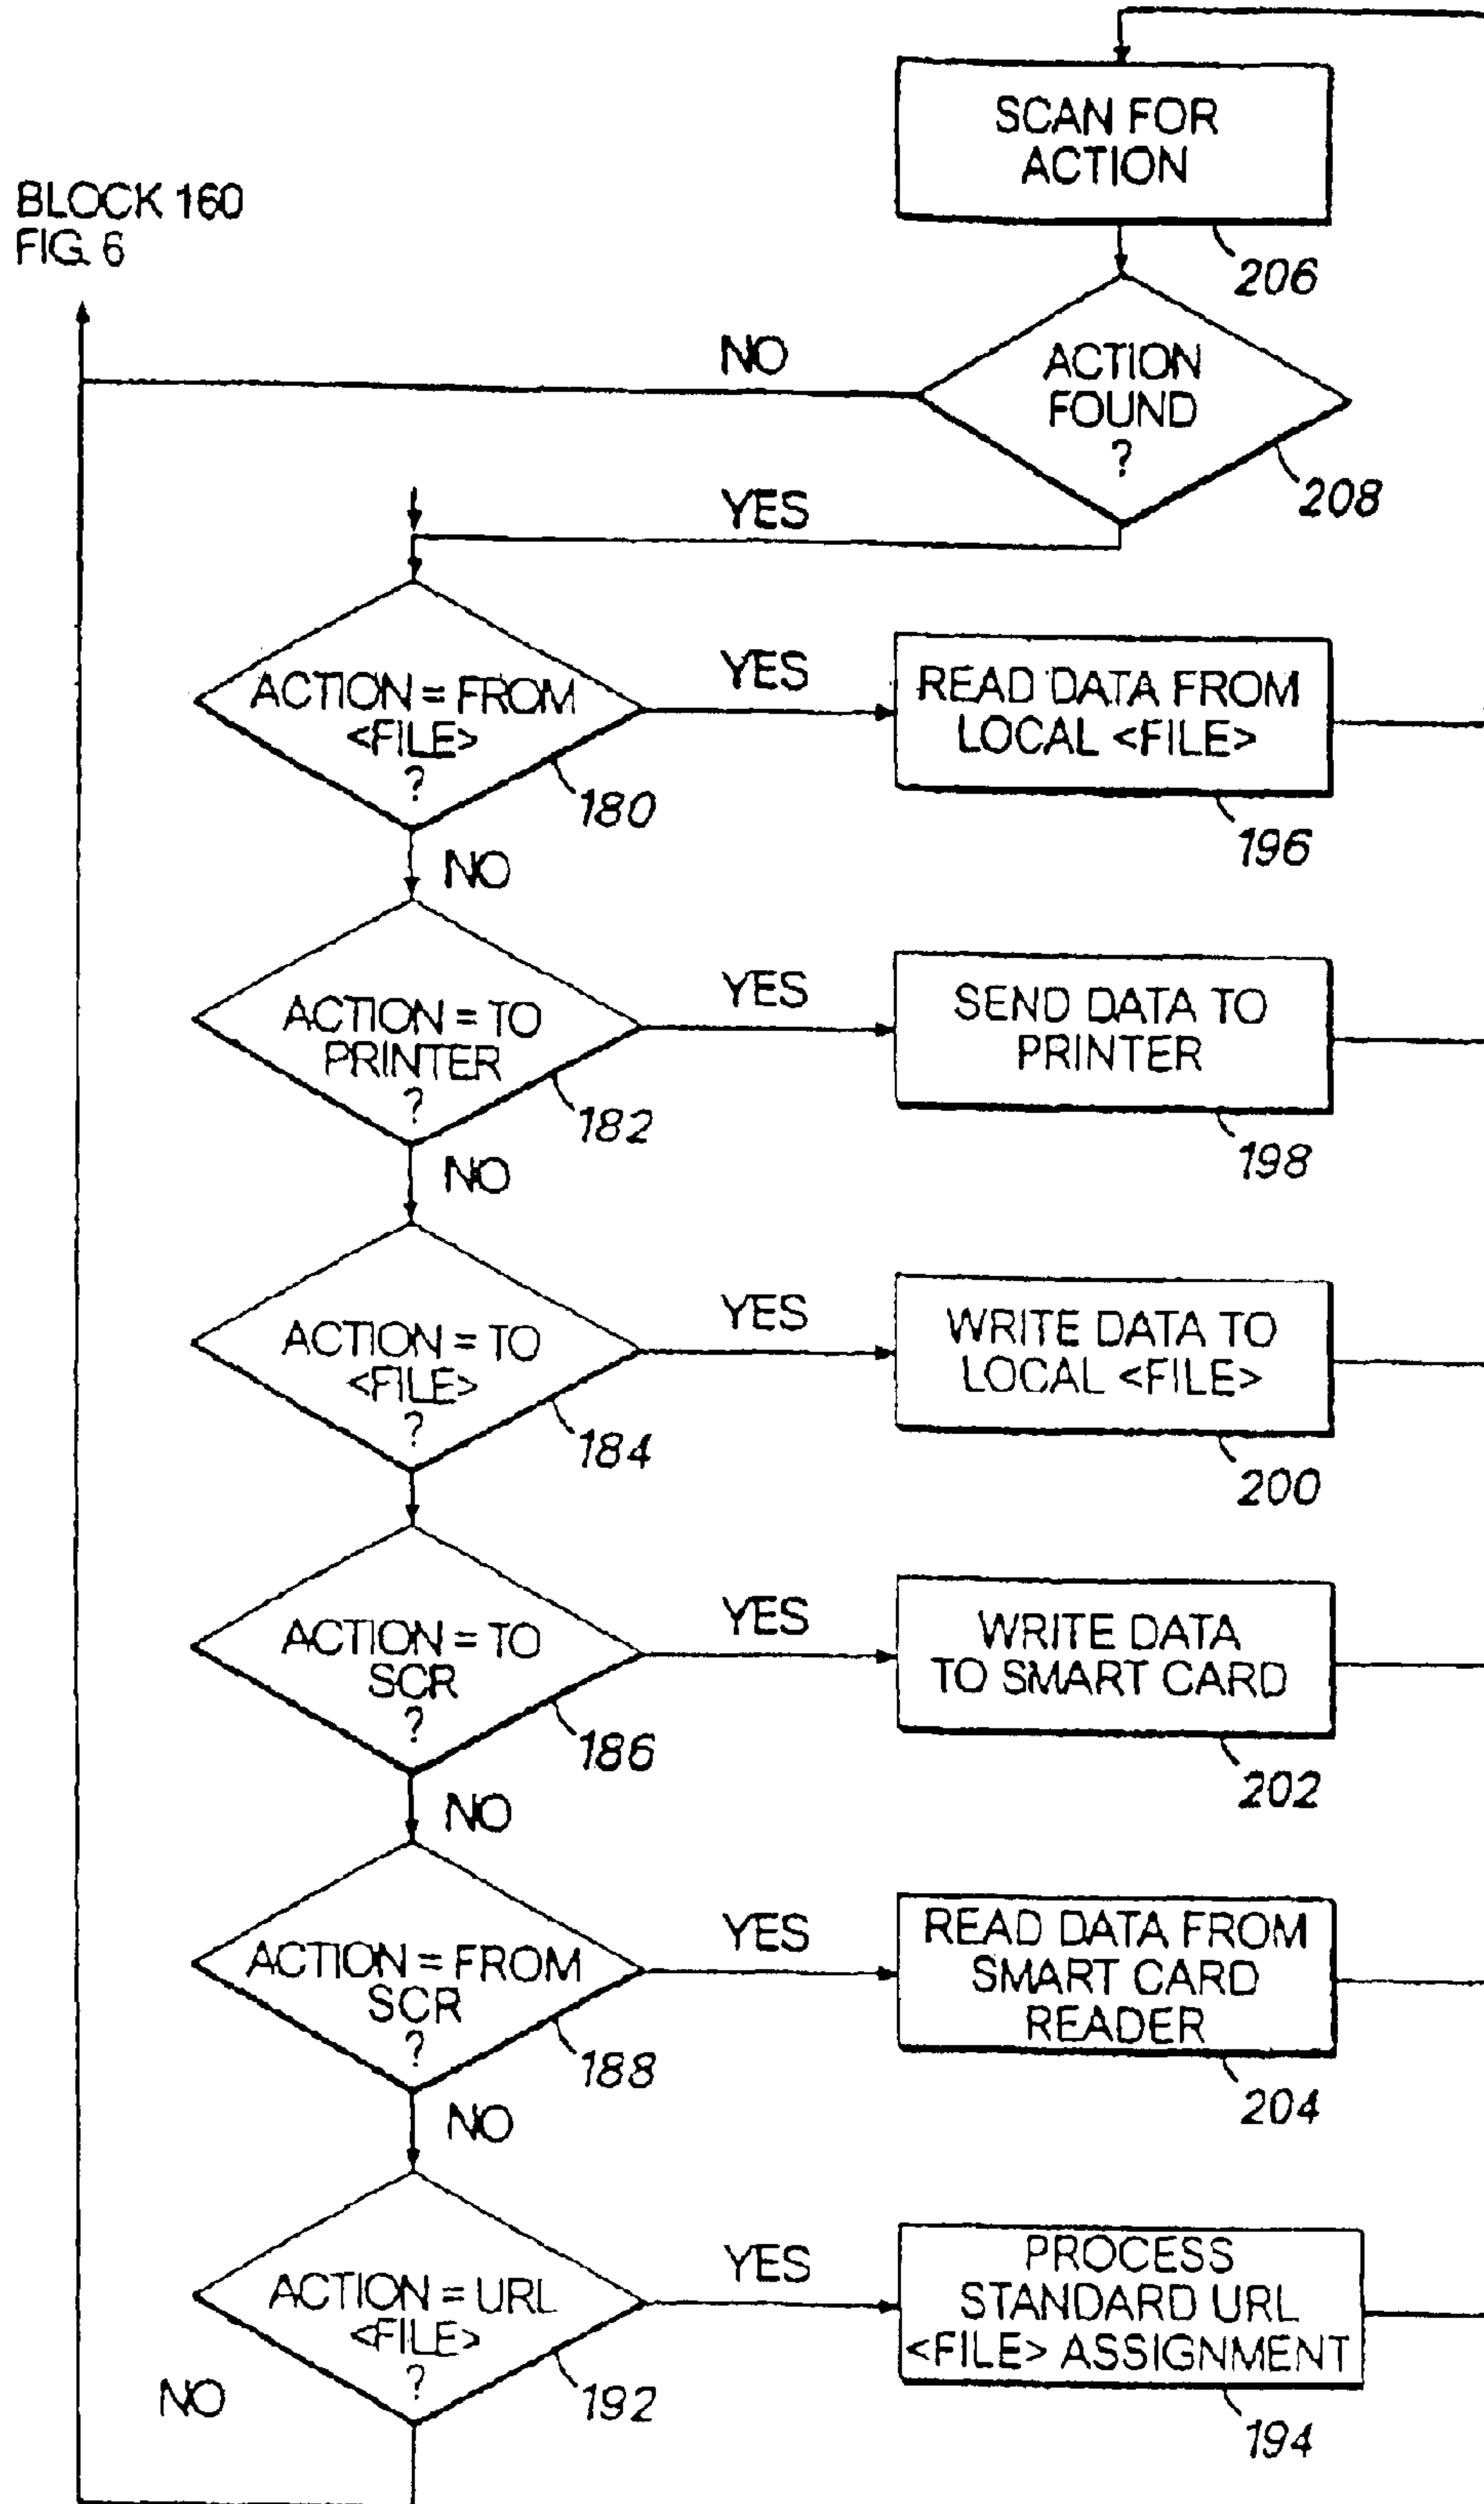 SCAN FOR
ACTION
206
BLOCK 160
FIG. 6
NO
ACTION
FOUND
?
208
YES
ACTION = FROM
<FILE>
?
180
YES
READ DATA FROM
LOCAL <FILE>
196
NO
ACTION = TO
PRINTER
?
182
YES
SEND DATA TO
PRINTER
198
NO
ACTION = TO
<FILE>
?
184
YES
WRITE DATA TO
LOCAL <FILE>
200
ACTION = TO
SCR
?
186
YES
WRITE DATA
TO SMART CARD
202
NO
ACTION = FROM
SCR
?
188
YES
READ DATA FROM
SMART CARD
READER
204
NO
ACTION = URL
<FILE>
?
192
YES
PROCESS
STANDARD URL
<FILE> ASSIGNMENT
194
NO